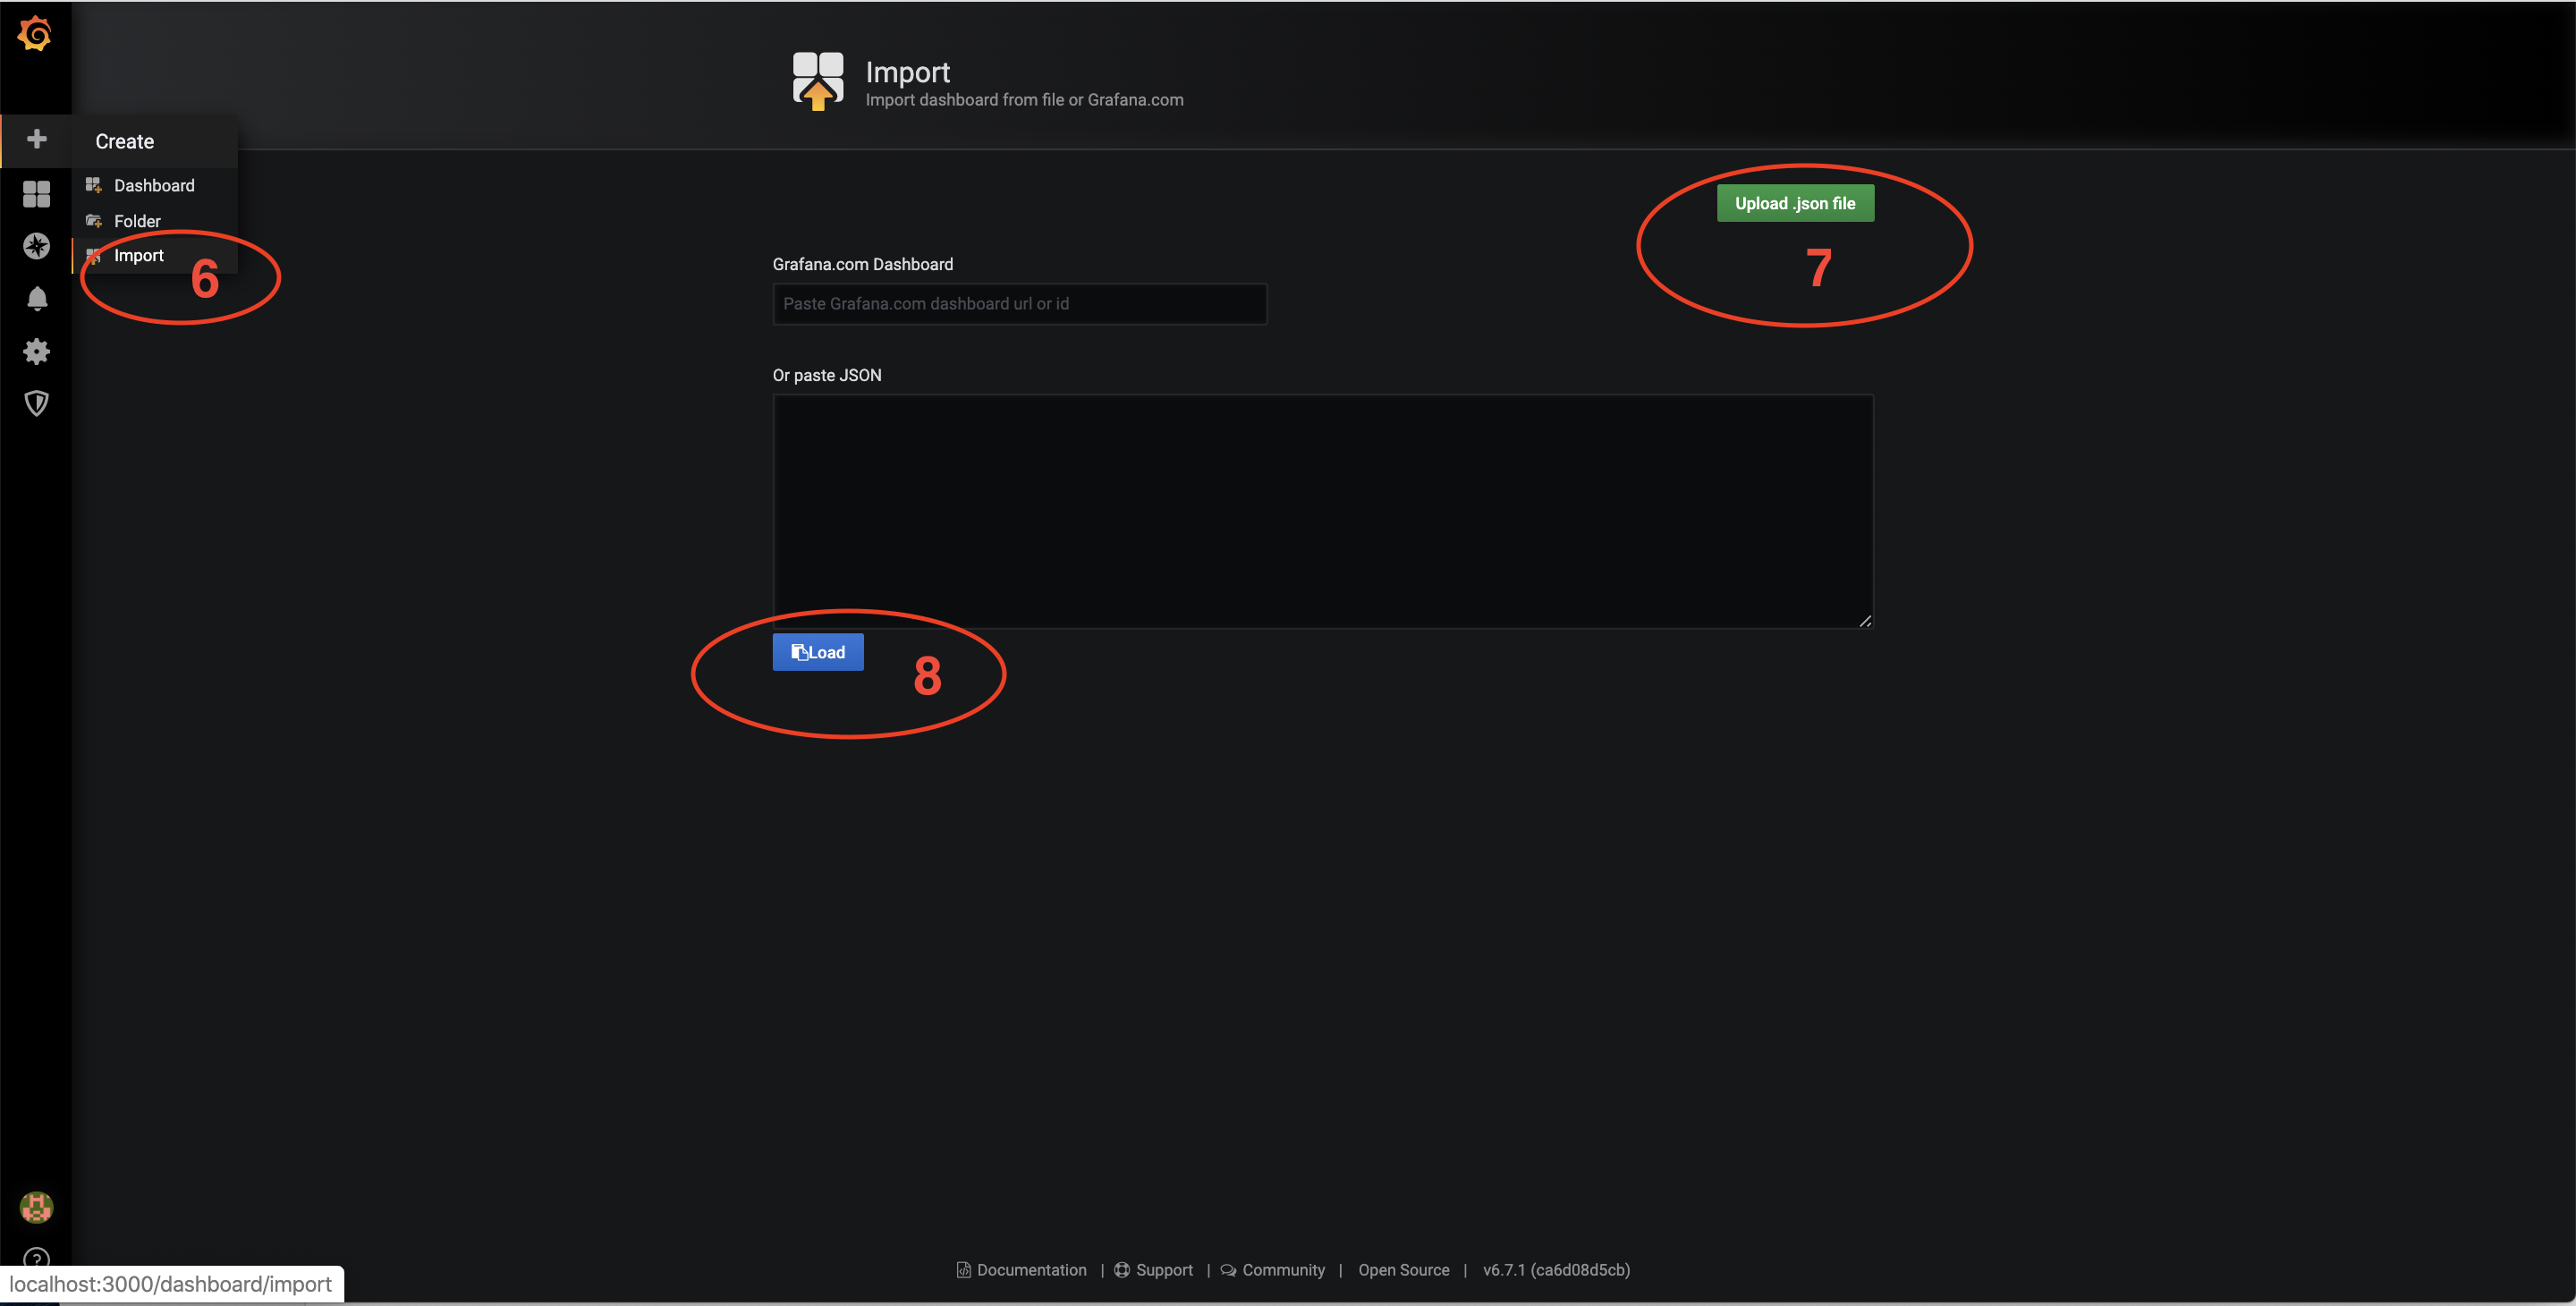 Import
Import dashboard from file or Grafana.com
Create
Dashboard
Folder
Import
6
Upload .json file
7
Grafana.com Dashboard
Paste Grafana.com dashboard url or id
Or paste JSON
Load
8
Documentation | Support | Community | Open Source | v6.7.1 (ca6d08d5cb)
localhost:3000/dashboard/import